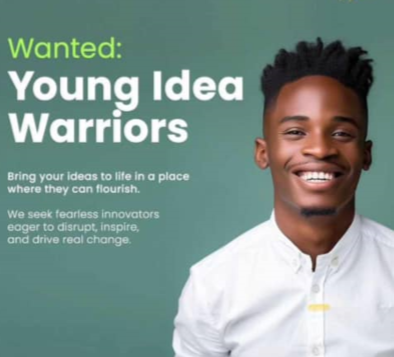 Wanted:
Young Idea
Warriors
Bring your ideas to life in a place
where they can flourish.
We seek fearless innovators
eager to disrupt, inspire,
and drive real change.